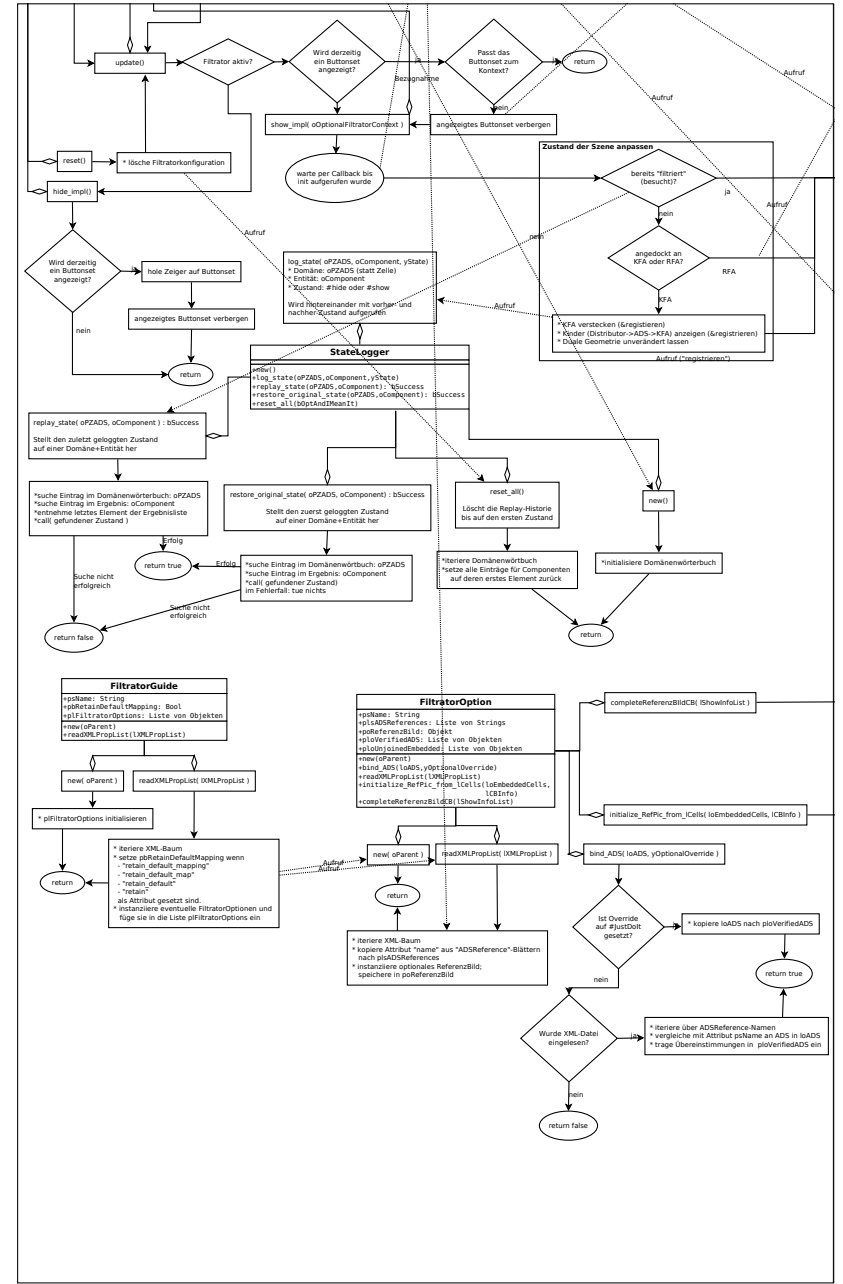 update()
Filtrator aktiv?
Wird derzeitig
ein Buttonset
angezeigt?
ja
Passt das
Buttonset zum
Kontext?
ja
return
Aufruf
Bezugnahme
Aufruf
nein
show_impl( oOptionalFiltratorContext )
angezeigtes Buttonset verbergen
reset()
* lösche Filtratorkonfiguration
warte per Callback bis
init aufgerufen wurde
Zustand der Szene anpassen
bereits "filtriert"
(besucht)?
ja
hide_impl()
Aufruf
nein
Aufruf
nein
Wird derzeitig
ein Buttonset
angezeigt?
ja
hole Zeiger auf Buttonset
log_state( oPZADS, oComponent, yState)
* Domäne: oPZADS (statt Zelle)
* Entität: oComponent
* Zustand: #hide oder #show
Wird hintereinander mit vorher- und
nachher-Zustand aufgerufen
angedockt an
KFA oder RFA?
RFA
KFA
Aufruf
angezeigtes Buttonset verbergen
nein
* KFA verstecken (&registieren)
* Kinder (Distributor->ADS->KFA) anzeigen (&registrieren)
* Duale Geometrie unverändert lassen
Aufruf ("registrieren")
return
StateLogger
+new()
+log_state(oPZADS,oComponent,yState)
+replay_state(oPZADS,oComponent): bSuccess
+restore_original_state(oPZADS,oComponent): bSuccess
+reset_all(bOptAndIMeanIt)
replay_state( oPZADS, oComponent ) : bSuccess
Stellt den zuletzt geloggten Zustand
auf einer Domäne+Entität her
*suche Eintrag im Domänenwörterbuch: oPZADS
*suche Eintrag im Ergebnis: oComponent
*entnehme letztes Element der Ergebnisliste
*call( gefundener Zustand )
restore_original_state( oPZADS, oComponent) : bSuccess
Stellt den zuerst geloggten Zustand
auf einer Domäne+Entität her
reset_all()
Löscht die Replay-Historie
bis auf den ersten Zustand
new()
Erfolg
return true
Erfolg
*suche Eintrag im Domänenwörtbuch: oPZADS
*suche Eintrag im Ergebnis: oComponent
*call( gefundener Zustand)
im Fehlerfall: tue nichts
*iteriere Domänenwörtbuch
*setze alle Einträge für Componenten
auf deren erstes Element zurück
*initialisiere Domänenwörterbuch
Suche nicht
erfolgreich
Suche nicht
erfolgreich
return false
return
FiltratorGuide
+psName: String
+pbRetainDefaultMapping: Bool
+plFiltratorOptions: Liste von Objekten
+new(oParent)
+readXMLPropList(lXMLPropList)
FiltratorOption
+psName: String
+plsADSReferences: Liste von Strings
+poReferenzBild: Objekt
+ploVerifiedADS: Liste von Objekten
+ploUnjoinedEmbedded: Liste von Objekten
+new(oParent)
+bind_ADS(loADS,yOptionalOverride)
+readXMLPropList(lXMLPropList)
+initialize_RefPic_from_lCells(loEmbeddedCells,
lCBInfo)
+completeReferenzBildCB(lShowInfoList)
completeReferenzBIldCB( lShowInfoList )
new( oParent )
readXMLPropList( lXMLPropList )
* plFiltratorOptions initialisieren
initialize_RefPic_from_lCells( loEmbeddedCells, lCBInfo )
* iteriere XML-Baum
* setze pbRetainDefaultMapping wenn
- "retain_default_mapping"
- "retain_default_map"
- "retain_default"
- "retain"
als Attribut gesetzt sind.
* instanziiere eventuelle FiltratorOptionen und
füge sie in die Liste plFiltratorOptions ein
return
Aufruf
Aufruf
new( oParent )
readXMLPropList( lXMLPropList )
bind_ADS( loADS, yOptionalOverride )
return
Ist Override
auf #JustDoIt
gesetzt?
ja
* kopiere loADS nach ploVerifiedADS
* iteriere XML-Baum
* kopiere Attribut "name" aus "ADSReference"-Blättern
nach plsADSReferences
* instanziiere optionales ReferenzBild;
speichere in poReferenzBild
return true
nein
Wurde XML-Datei
eingelesen?
ja
* iteriere über ADSReference-Namen
* vergleiche mit Attribut psName an ADS in loADS
* trage Übereinstimmungen in ploVerifiedADS ein
nein
return false